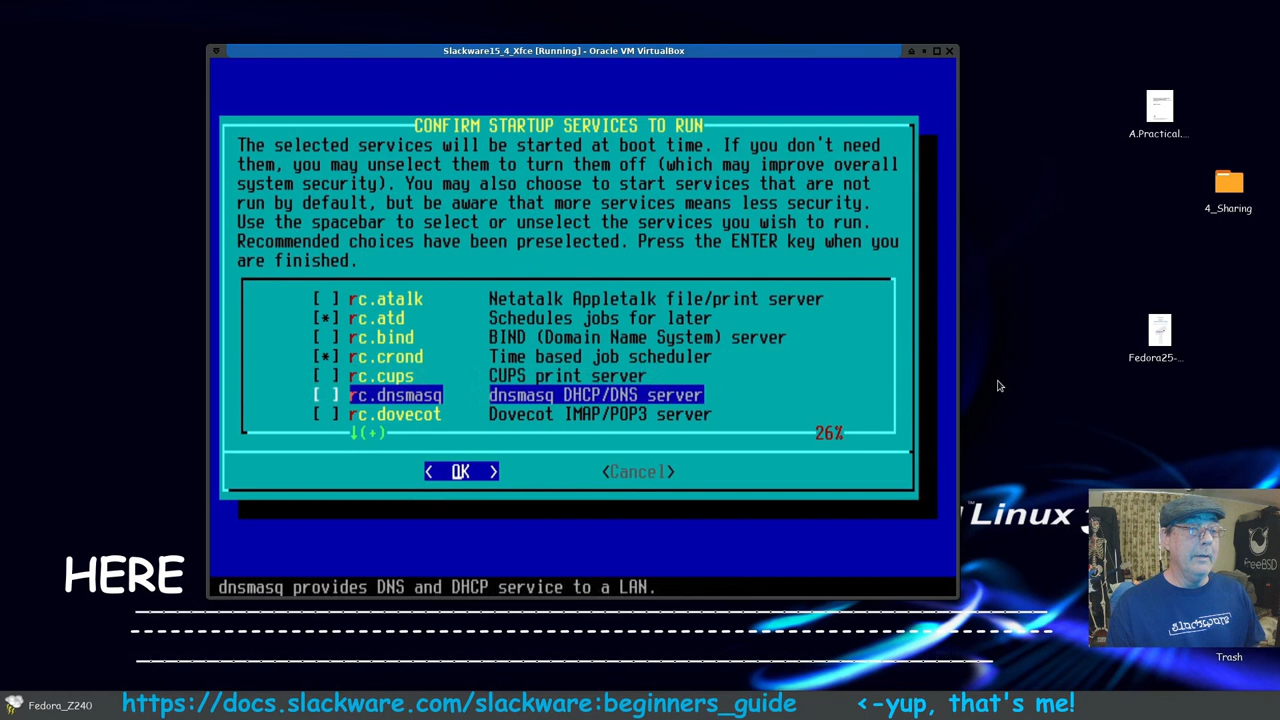 Slackware15_4_Xfce [Running] - Oracle VM VirtualBox
CONFIRM STARTUP SERVICES TO RUN
The selected services will be started at boot time. If you don't need
them, you may unselect them to turn them off (which may improve overall
system security). You may also choose to start services that are not
run by default, but be aware that more services means less security.
Use the spacebar to select or unselect the services you wish to run.
Recommended choices have been preselected. Press the ENTER key when you
are finished.
[ ] rc.atalk Netatalk Appletalk file/print server
[*] rc.atd Schedules jobs for later
[ ] rc.bind BIND (Domain Name System) server
[*] rc.crond Time based job scheduler
[ ] rc.cups CUPS print server
[ ] rc.dnsmasq dnsmasq DHCP/DNS server
[ ] rc.dovecot Dovecot IMAP/POP3 server
↓(+) 26%
< OK > <Cancel>
dnsmasq provides DNS and DHCP service to a LAN.
A.Practical....
4_Sharing
Fedora25-...
™Linux
HERE
FreeBSD
slackware
Trash
Fedora_Z240
https://docs.slackware.com/slackware:beginners_guide <-yup, that's me!